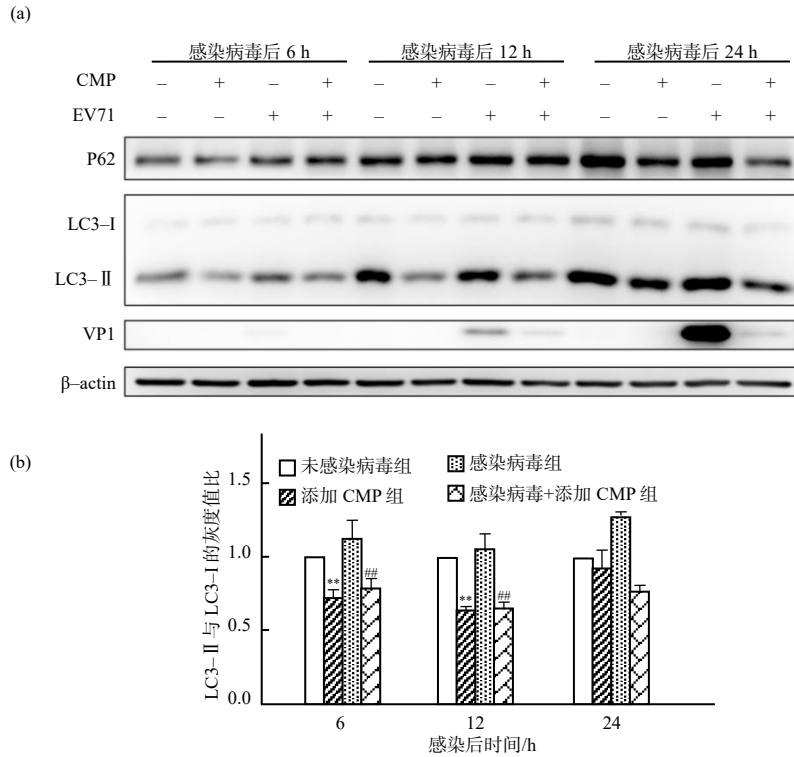 (a)
感染病毒后 6 h 感染病毒后 12 h 感染病毒后 24 h
CMP – + – + – + – + – + – +
EV71 – – + + – – + + – – + +
P62
LC3–Ⅰ
LC3–Ⅱ
VP1
β–actin
(b)
LC3–Ⅱ 与 LC3–Ⅰ 的灰度值比
1.5
1.0
0.5
0.0
未感染病毒组 感染病毒组
添加 CMP 组 感染病毒+添加 CMP 组
** ## ** ##
6 12 24
感染后时间/h